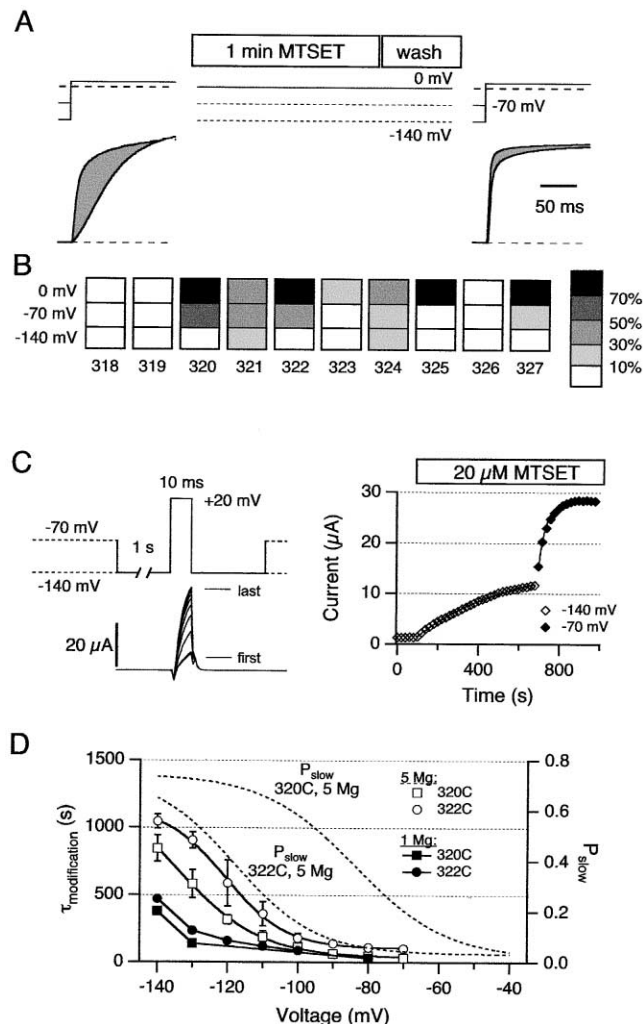 A
1 min MTSET wash
0 mV
-70 mV
-140 mV
50 ms
B
0 mV
-70 mV
-140 mV
318 319 320 321 322 323 324 325 326 327
70%
50%
30%
10%
C
10 ms
+20 mV
-70 mV
1 s
-140 mV
last
20 µA
first
20 µM MTSET
30
20
10
0
Current (µA)
-140 mV
-70 mV
0 400 800
Time (s)
D
1500
1000
500
0
τmodification (s)
Pslow
320C, 5 Mg
Pslow
322C, 5 Mg
5 Mg:
320C
322C
1 Mg:
320C
322C
0.8
0.6
0.4
0.2
0.0
Pslow
-140 -120 -100 -80 -60 -40
Voltage (mV)